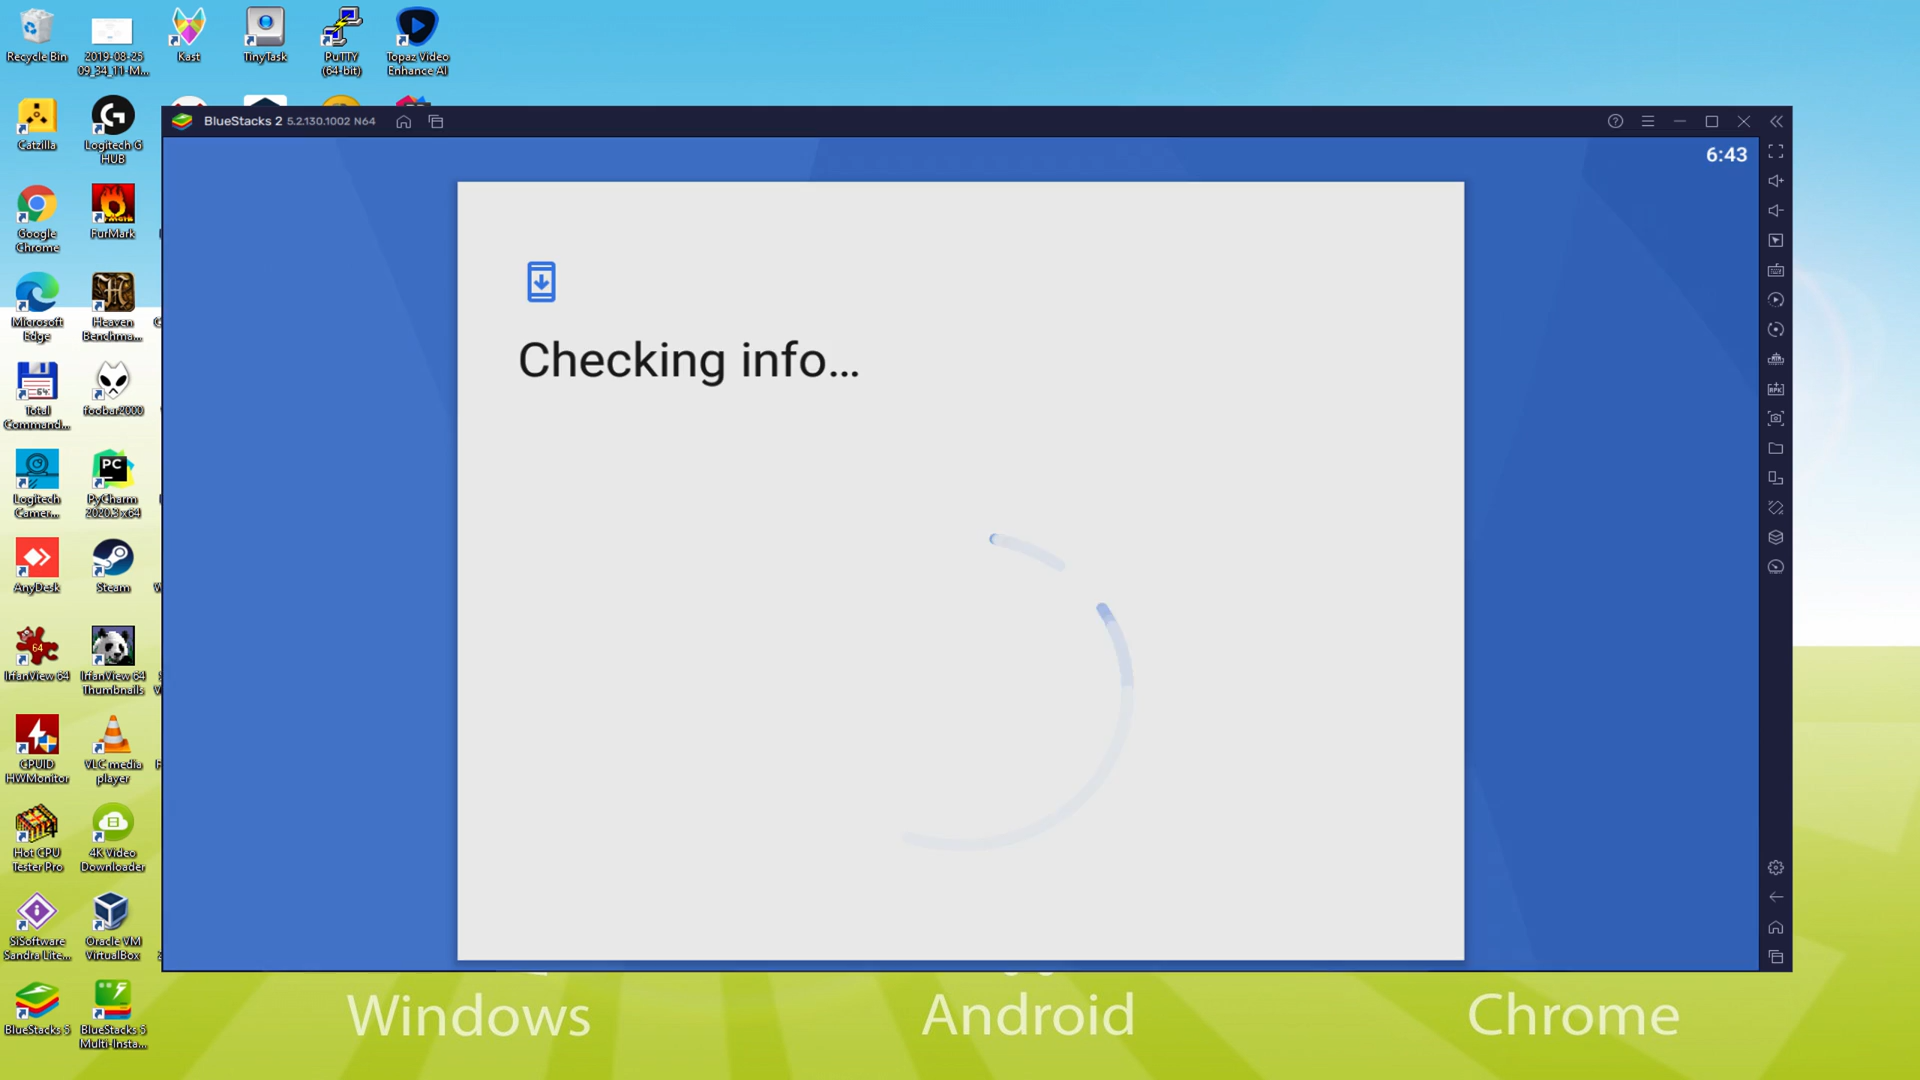 Recycle Bin
2019-08-25
09_34_11-M...
Kast
TinyTask
PuTTY
(64-bit)
Topaz Video
Enhance AI
Catzilla
Logitech G
HUB
BlueStacks 2 5.2.130.1002 N64
6:43
Google
Chrome
FurMark
Checking info...
Microsoft
Edge
Heaven
Benchma...
Total
Command...
foobar2000
Logitech
Camer...
PyCharm
2020.3 x64
AnyDesk
Steam
IrfanView 64
IrfanView 64
Thumbnails
CPUID
HWMonitor
VLC media
player
Hot CPU
Tester Pro
4K Video
Downloader
SiSoftware
Sandra Lite...
Oracle VM
VirtualBox
BlueStacks 5
BlueStacks 5
Multi-Insta...
Windows
Android
Chrome